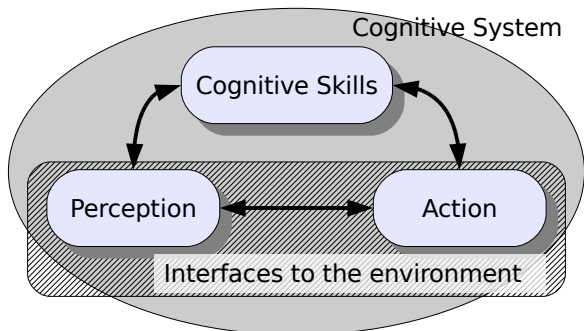 Cognitive System
Cognitive Skills
Perception
Action
Interfaces to the environment